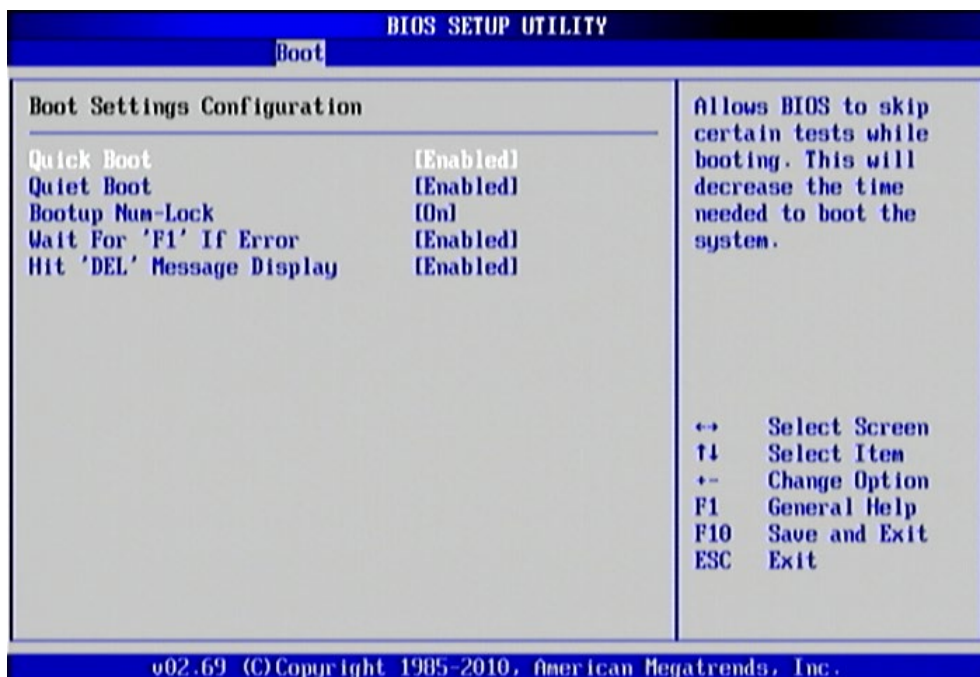 BIOS SETUP UTILITY
Boot
Boot Settings Configuration
Quick Boot [Enabled]
Quiet Boot [Enabled]
Bootup Num-Lock [On]
Wait For 'F1' If Error [Enabled]
Hit 'DEL' Message Display [Enabled]
Allows BIOS to skip
certain tests while
booting. This will
decrease the time
needed to boot the
system.
←→ Select Screen
↑↓ Select Item
+- Change Option
F1 General Help
F10 Save and Exit
ESC Exit
v02.69 (C)Copyright 1985-2010, American Megatrends, Inc.